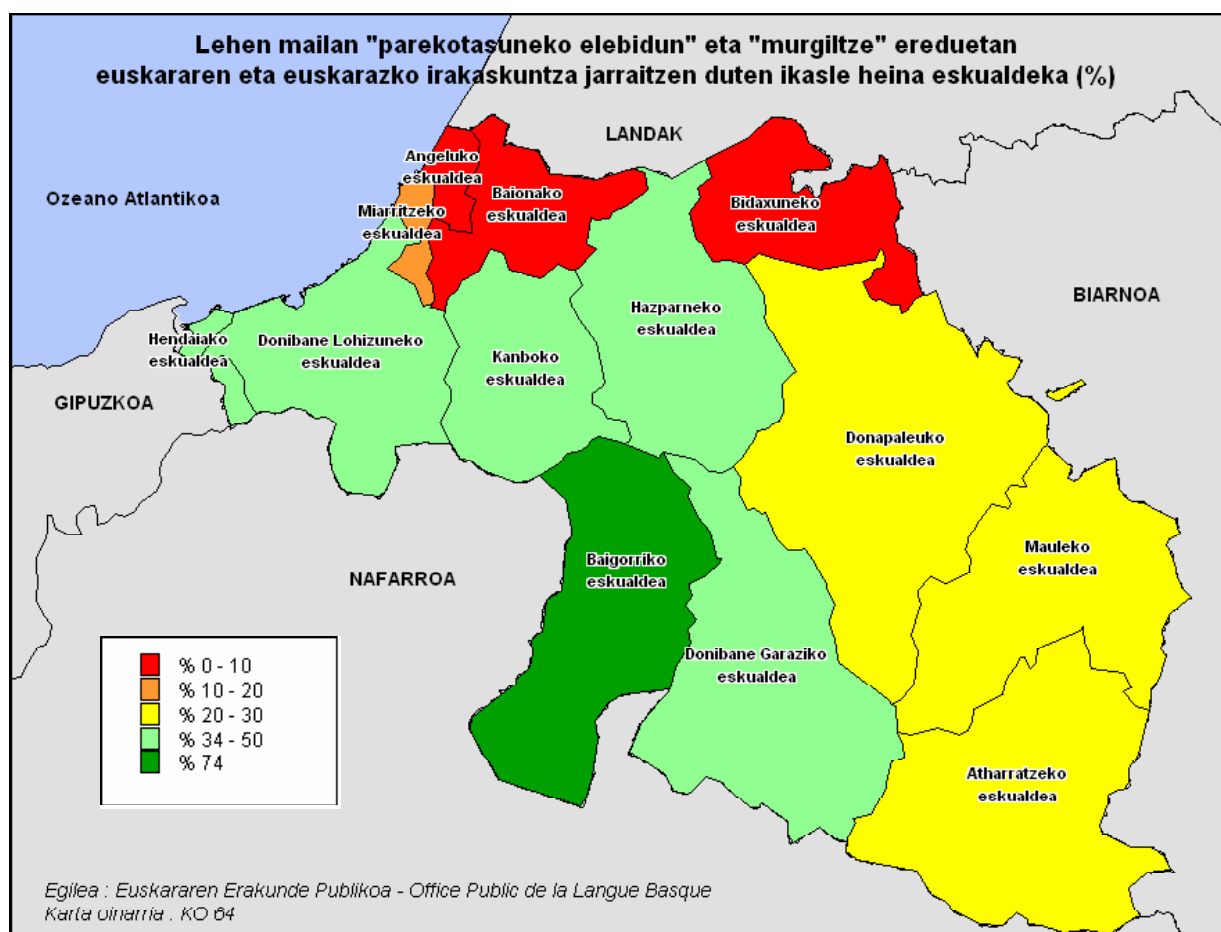 Lehen mailan "parekotasuneko elebidun" eta "murgiltze" ereduetan
euskararen eta euskarazko irakaskuntza jarraitzen duten ikasle heina eskualdeka (%)
LANDAK
Angeluko
eskualdea
Ozeano Atlantikoa
Baionako
eskualdea
Bidaxuneko
eskualdea
Miarritzeko
eskualdea
BIARNOA
Hazparneko
eskualdea
Hendaiako
eskualdea
Donibane Lohizuneko
eskualdea
Kanboko
eskualdea
GIPUZKOA
Donapaleuko
eskualdea
Mauleko
eskualdea
Baigorriko
eskualdea
NAFARROA
Donibane Garaziko
eskualdea
% 0 - 10
% 10 - 20
% 20 - 30
% 34 - 50
% 74
Atharratzeko
eskualdea
Egilea : Euskararen Erakunde Publikoa - Office Public de la Langue Basque
Karta oinarria : KO 64